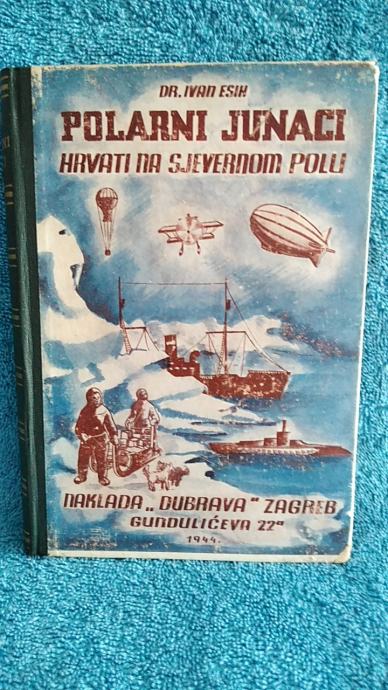 DR. IVAN ESIH
POLARNI JUNACI
HRVATI NA SJEVERNOM POLU
NAKLADA „DUBRAVA“ ZAGREB
GUNDULIĆEVA 22a
1944.